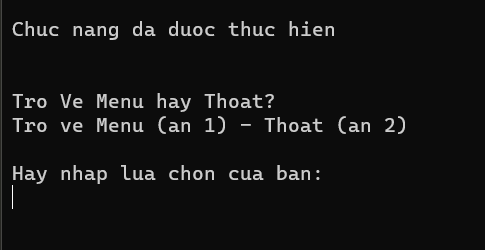 Chuc nang da duoc thuc hien
Tro Ve Menu hay Thoat?
Tro ve Menu (an 1) - Thoat (an 2)
Hay nhap lua chon cua ban: